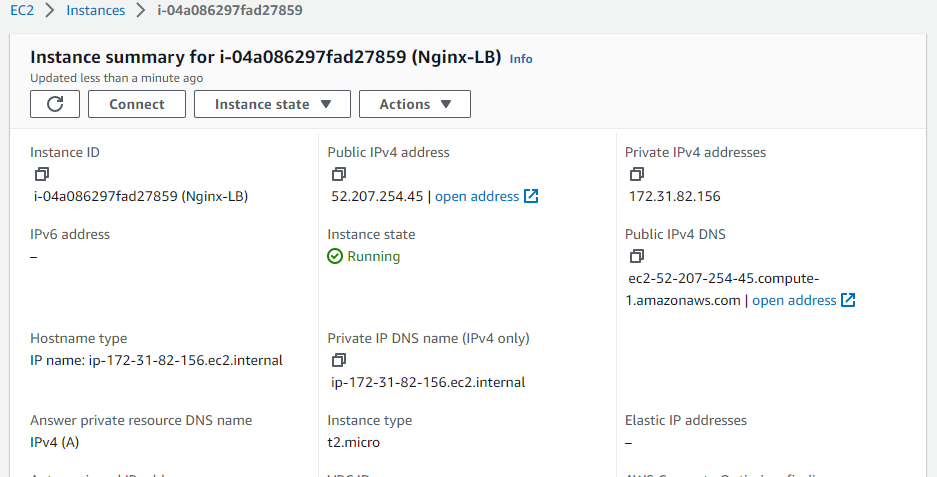 EC2 > Instances > i-04a086297fad27859
Instance summary for i-04a086297fad27859 (Nginx-LB) Info
Updated less than a minute ago
Connect
Instance state
Actions
Instance ID
i-04a086297fad27859 (Nginx-LB)
Public IPv4 address
52.207.254.45 | open address
Private IPv4 addresses
172.31.82.156
IPv6 address
–
Instance state
Running
Public IPv4 DNS
ec2-52-207-254-45.compute-
1.amazonaws.com | open address
Hostname type
IP name: ip-172-31-82-156.ec2.internal
Private IP DNS name (IPv4 only)
ip-172-31-82-156.ec2.internal
Answer private resource DNS name
IPv4 (A)
Instance type
t2.micro
Elastic IP addresses
–